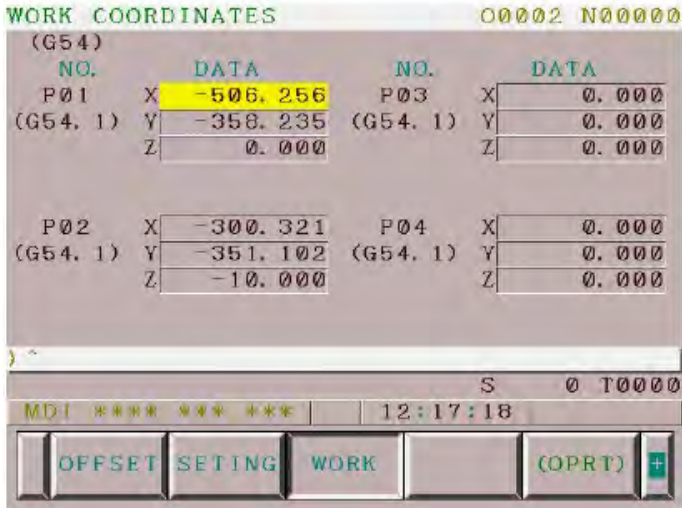 WORK COORDINATES O0002 N00000
(G54)
NO. DATA NO. DATA
P01 X -506.256 P03 X 0.000
(G54.1) Y -358.235 (G54.1) Y 0.000
Z 0.000 Z 0.000
P02 X -300.321 P04 X 0.000
(G54.1) Y -351.102 (G54.1) Y 0.000
Z -10.000 Z 0.000
) ^
S 0 T0000
MDI **** *** *** 12:17:18
OFFSET SETING WORK (OPRT) +